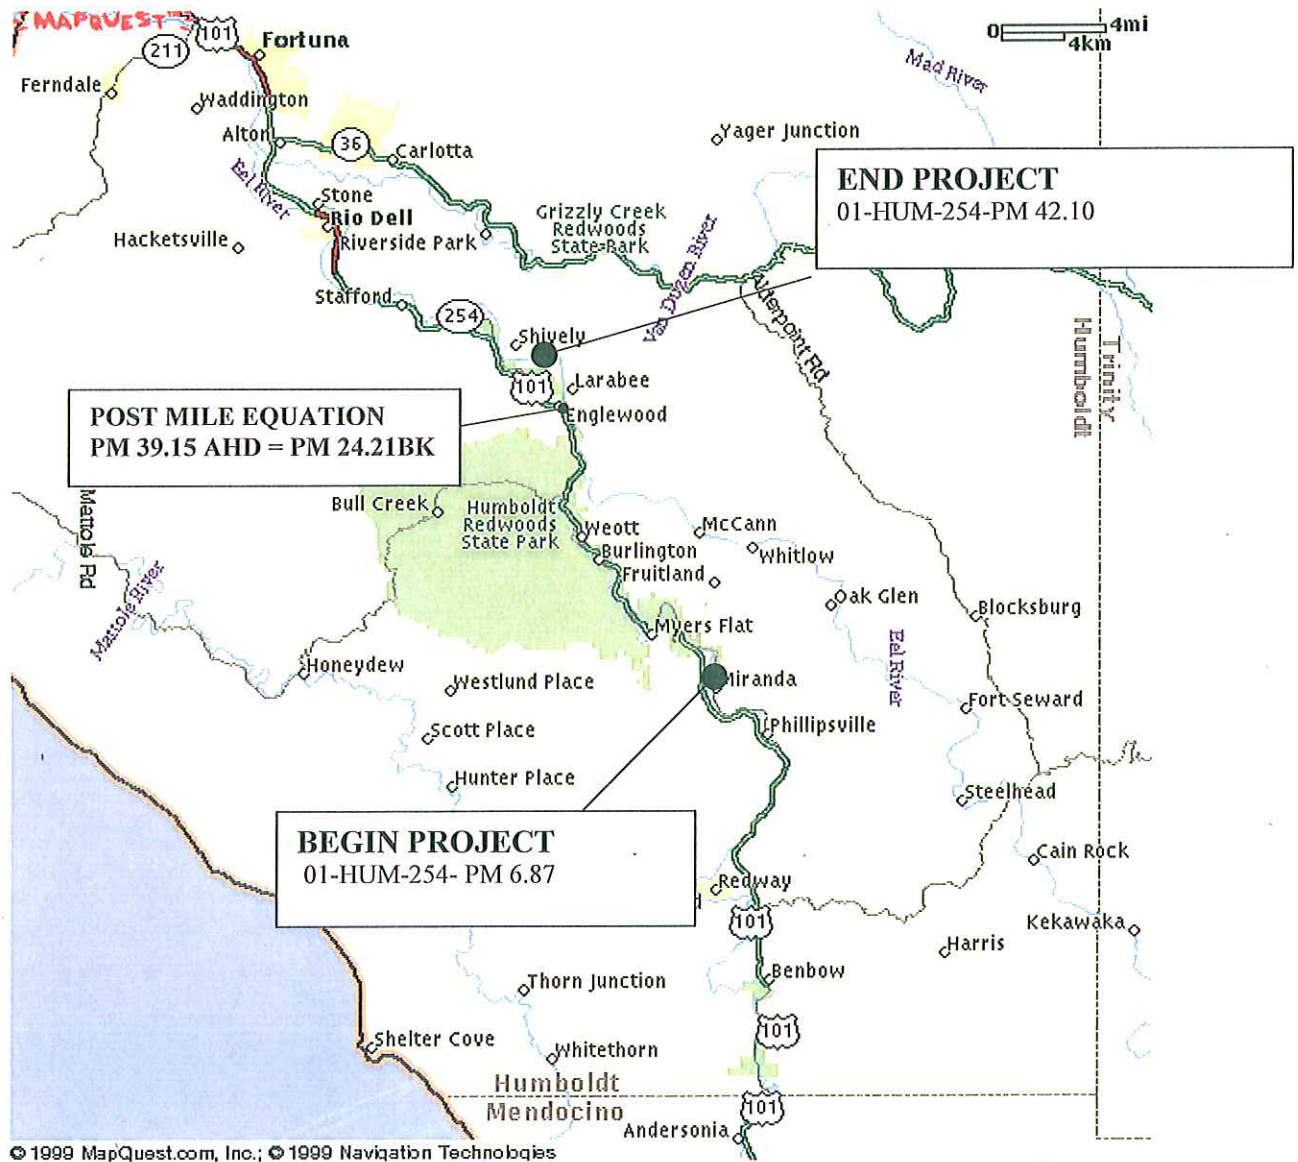 MAPQUEST
101
211
Fortuna
0
4mi
4km
Mad River
Ferndale
Waddington
Alton
36
Carlotta
Yager Junction
END PROJECT
01-HUM-254-PM 42.10
Eel River
Stone
Rio Dell
Riverside Park
Hacketsville
Grizzly Creek
Redwoods
State Park
Van Duzen River
Stafford
254
Alderpoint Rd
Humboldt
Trinity
Shively
101
Larabee
Englewood
POST MILE EQUATION
PM 39.15 AHD = PM 24.21BK
Mattole Rd
Bull Creek
Humboldt
Redwoods
State Park
Weott
McCann
Burlington
Whitlow
Fruitland
Oak Glen
Blocksburg
Mattole River
Myers Flat
Eel River
Honeydew
Westlund Place
Miranda
Fort Seward
Scott Place
Phillipsville
Hunter Place
Steelhead
BEGIN PROJECT
01-HUM-254- PM 6.87
Cain Rock
Redway
101
Kekawaka
Harris
Benbow
Thorn Junction
101
Shelter Cove
Whitethorn
Humboldt
Mendocino
101
Andersonia
© 1999 MapQuest.com, Inc.; © 1999 Navigation Technologies